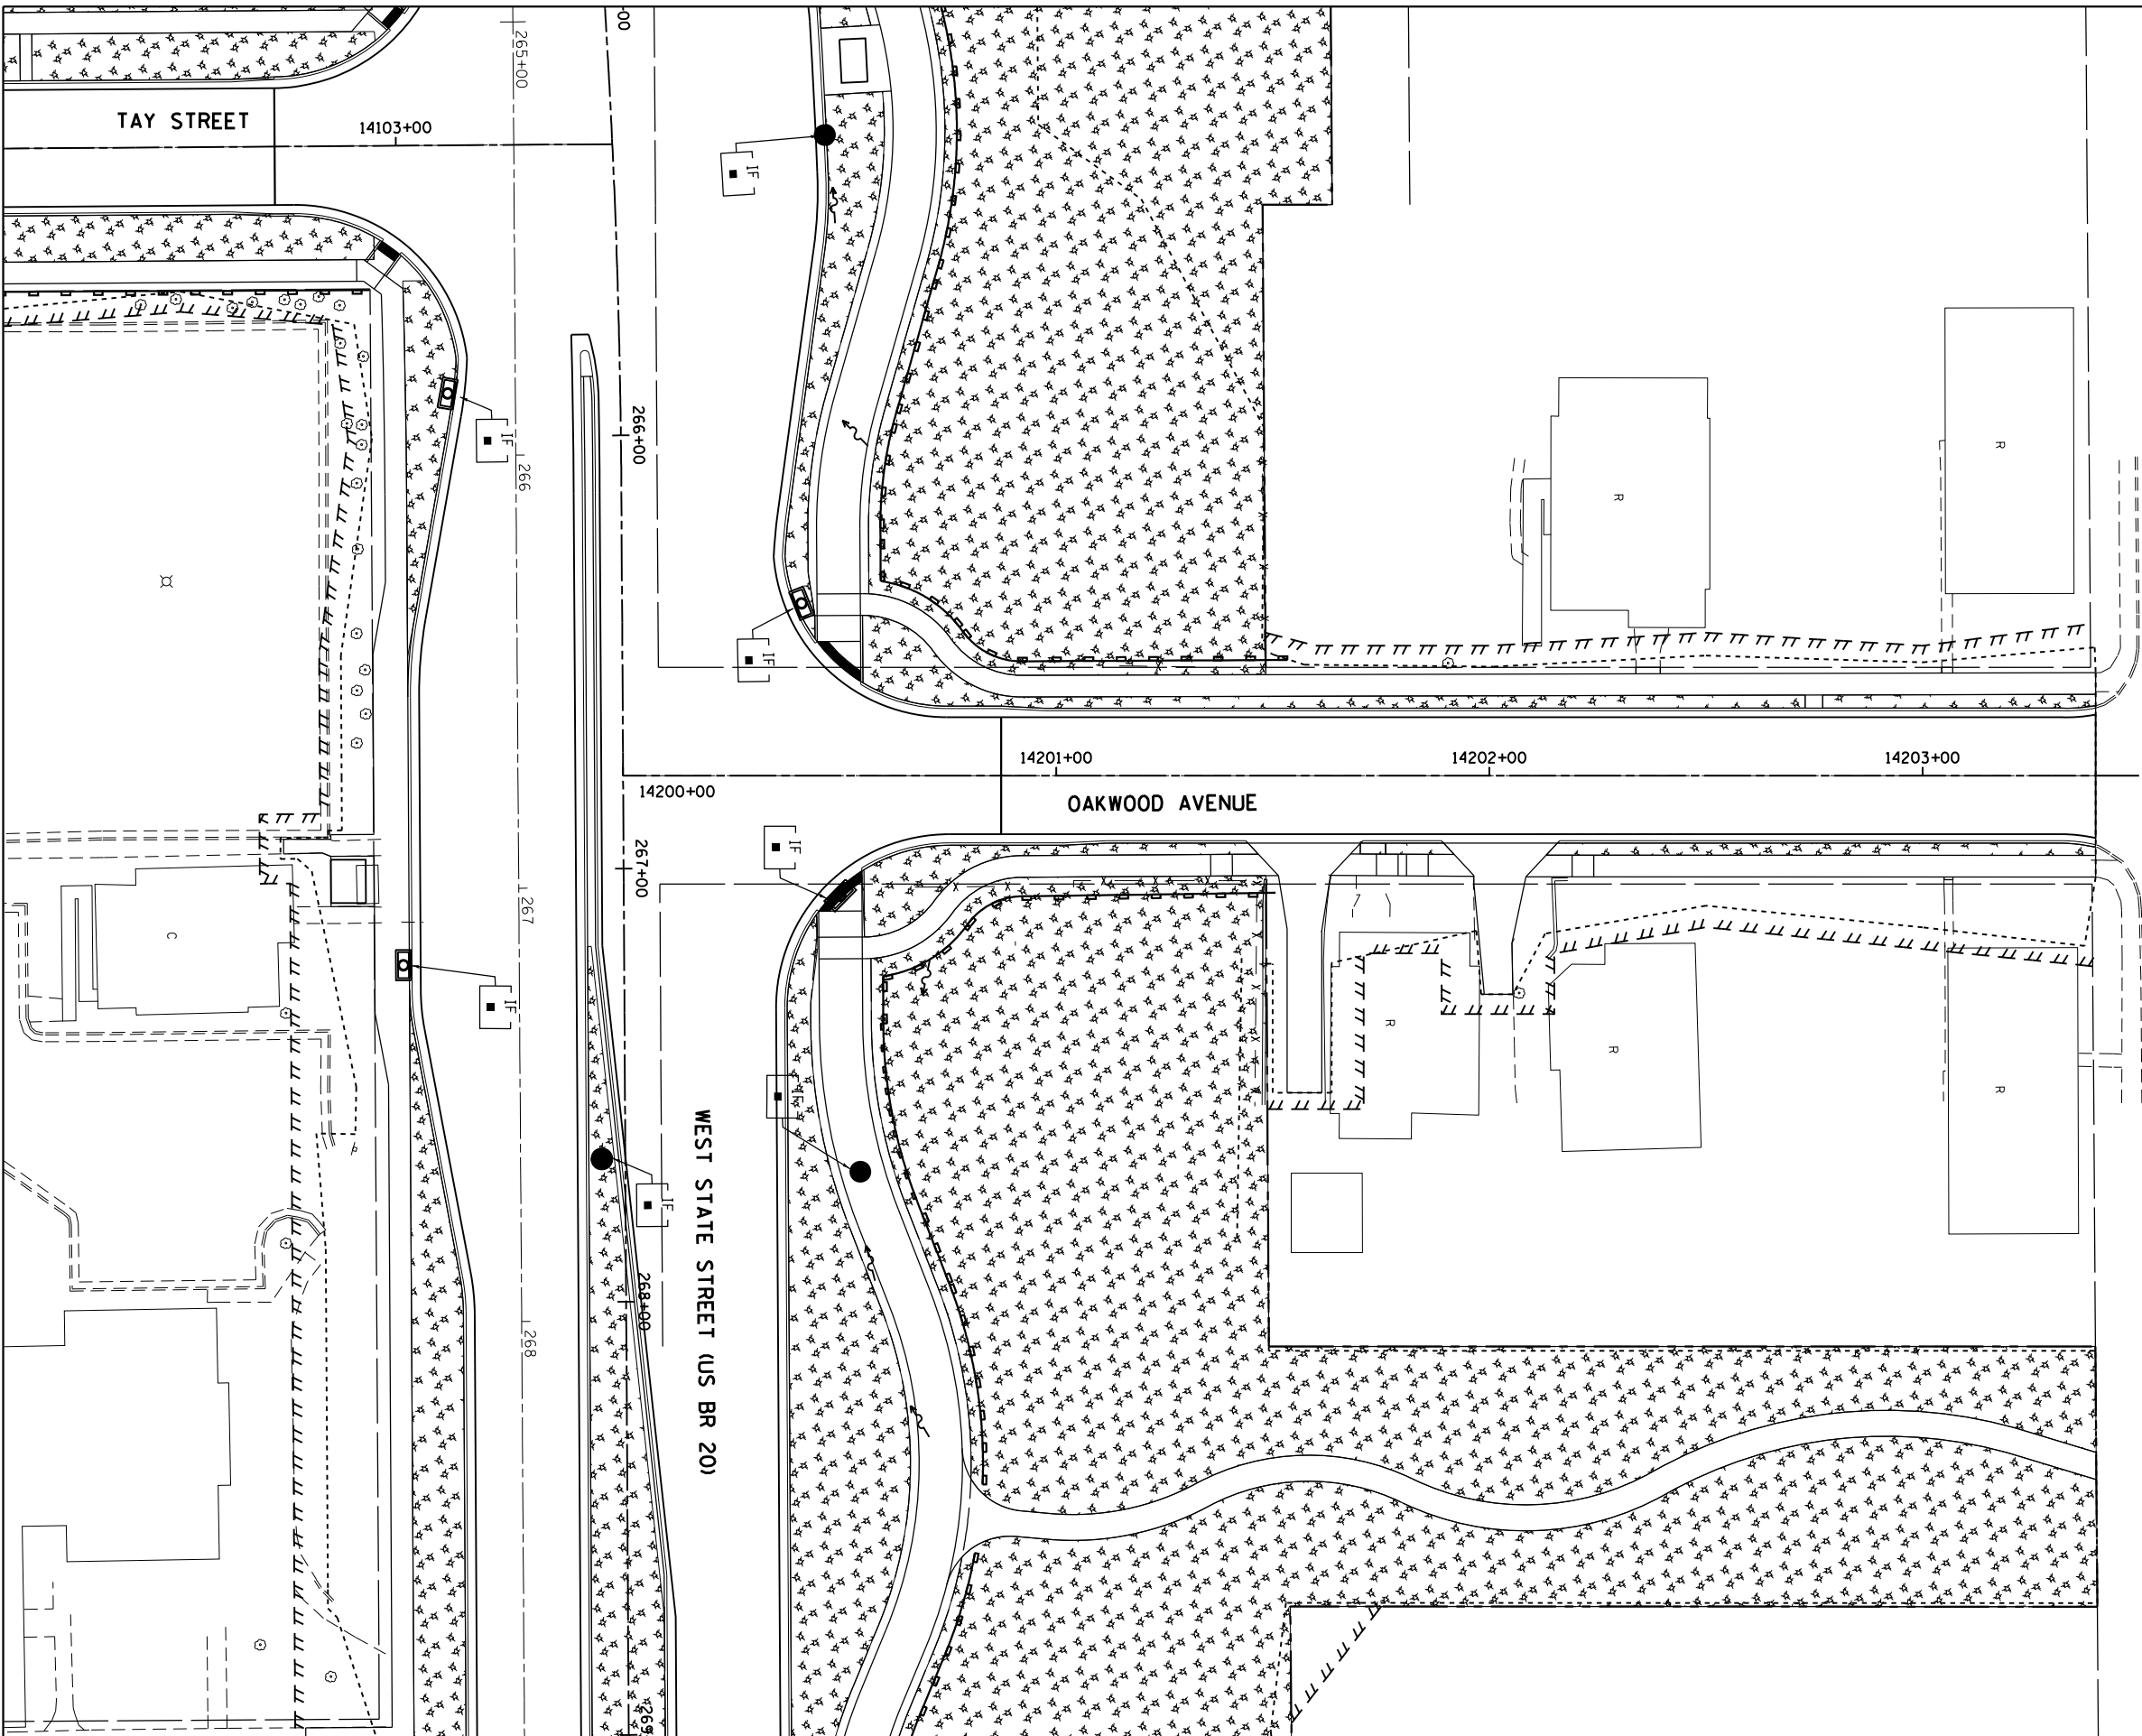 TAY STREET
14103+00
265+00
00
IF
266+00
266
IF
IF
R
R
14201+00
14202+00
14203+00
14200+00
OAKWOOD AVENUE
267+00
267
IF
C
IF
R
R
R
IF
IF
P
WEST STATE STREET (US BR 20)
268+00
268
269